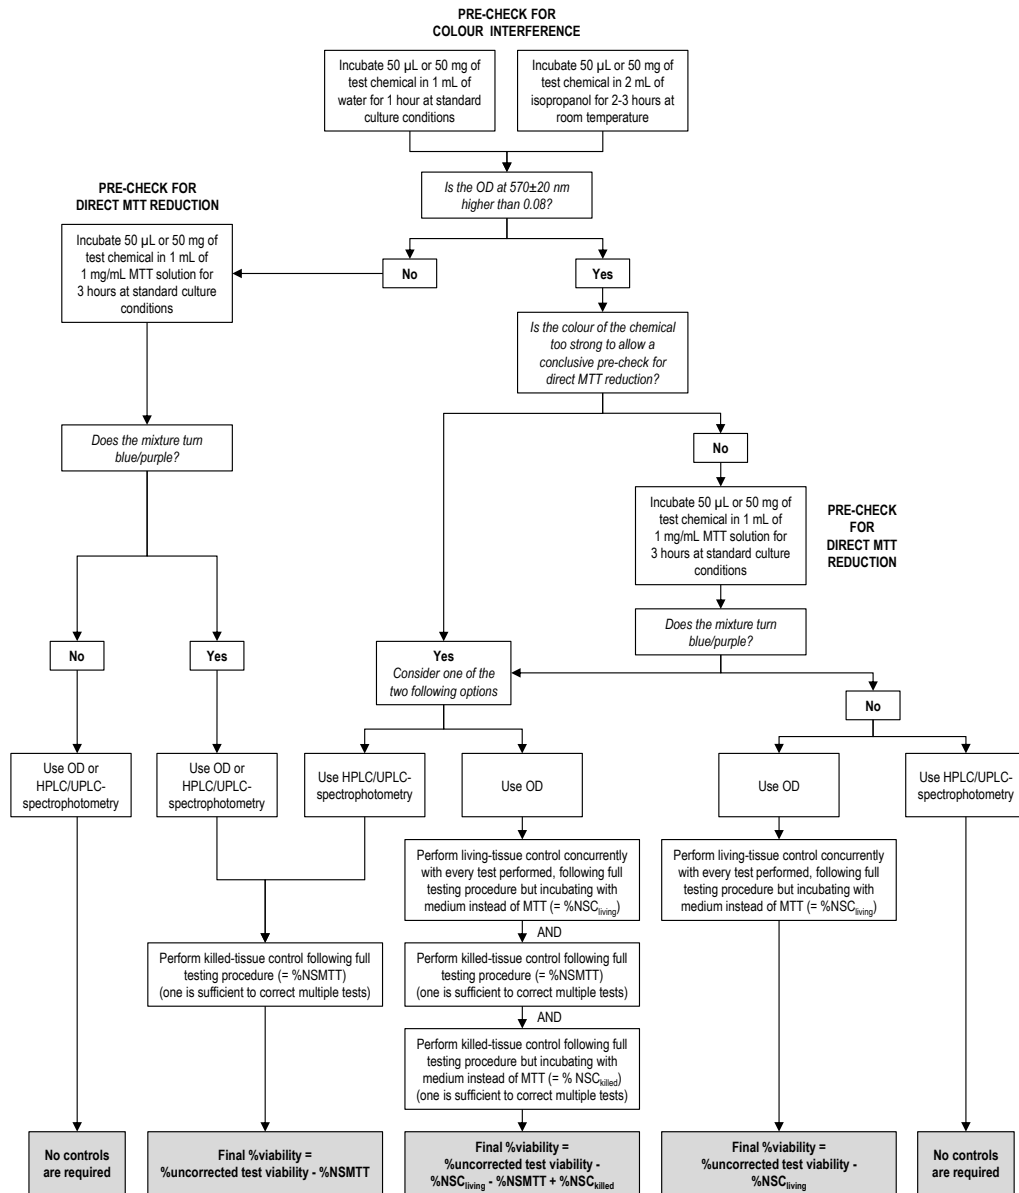 PRE-CHECK FOR
COLOUR INTERFERENCE
Incubate 50 µL or 50 mg of
test chemical in 1 mL of
water for 1 hour at standard
culture conditions
Incubate 50 µL or 50 mg of
test chemical in 2 mL of
isopropanol for 2-3 hours at
room temperature
Is the OD at 570±20 nm
higher than 0.08?
PRE-CHECK FOR
DIRECT MTT REDUCTION
Incubate 50 µL or 50 mg of
test chemical in 1 mL of
1 mg/mL MTT solution for
3 hours at standard culture
conditions
No
Yes
Is the colour of the chemical
too strong to allow a
conclusive pre-check for
direct MTT reduction?
Does the mixture turn
blue/purple?
No
Incubate 50 µL or 50 mg of
test chemical in 1 mL of
1 mg/mL MTT solution for
3 hours at standard culture
conditions
PRE-CHECK
FOR
DIRECT MTT
REDUCTION
Does the mixture turn
blue/purple?
No
Yes
Yes
Consider one of the
two following options
No
Use OD or
HPLC/UPLC-
spectrophotometry
Use OD or
HPLC/UPLC-
spectrophotometry
Use HPLC/UPLC-
spectrophotometry
Use OD
Use OD
Use HPLC/UPLC-
spectrophotometry
Perform living-tissue control concurrently
with every test performed, following full
testing procedure but incubating with
medium instead of MTT (= %NSCliving)
Perform living-tissue control concurrently
with every test performed, following full
testing procedure but incubating with
medium instead of MTT (= %NSCliving)
AND
Perform killed-tissue control following full
testing procedure (= %NSMTT)
(one is sufficient to correct multiple tests)
Perform killed-tissue control following full
testing procedure (= %NSMTT)
(one is sufficient to correct multiple tests)
AND
Perform killed-tissue control following full
testing procedure but incubating with
medium instead of MTT (= % NSCkilled)
(one is sufficient to correct multiple tests)
No controls
are required
Final %viability =
%uncorrected test viability - %NSMTT
Final %viability =
%uncorrected test viability -
%NSCliving - %NSMTT + %NSCkilled
Final %viability =
%uncorrected test viability -
%NSCliving
No controls
are required